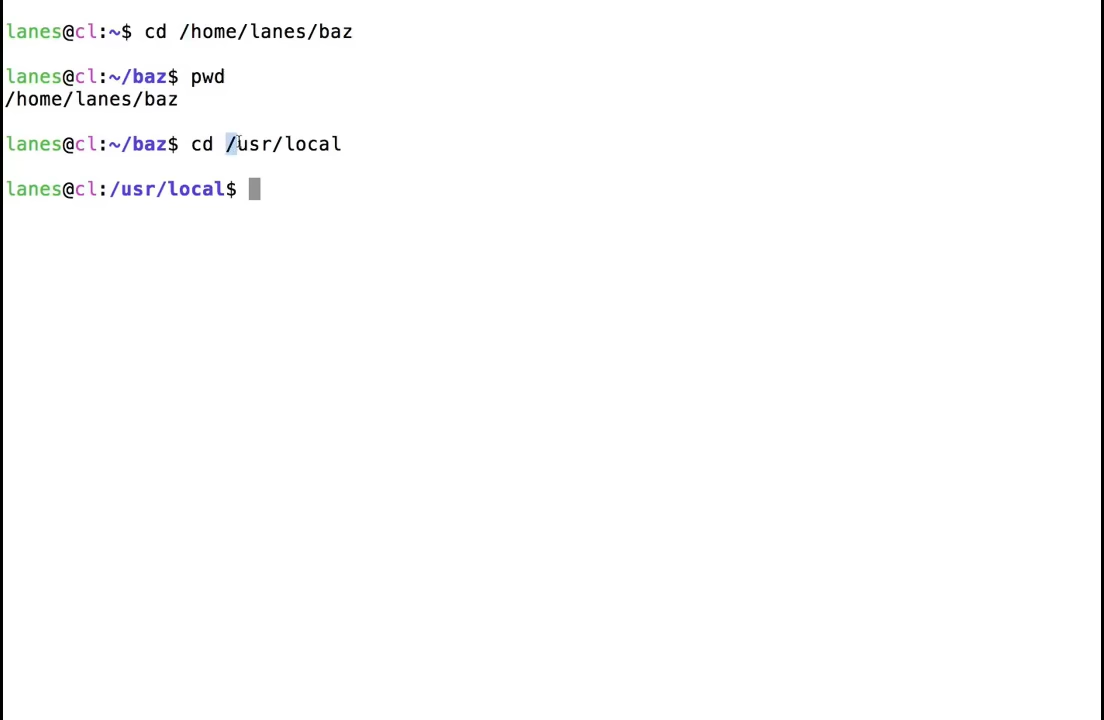 lanes@cl:~$ cd /home/lanes/baz
lanes@cl:~/baz$ pwd
/home/lanes/baz
lanes@cl:~/baz$ cd /usr/local
lanes@cl:/usr/local$